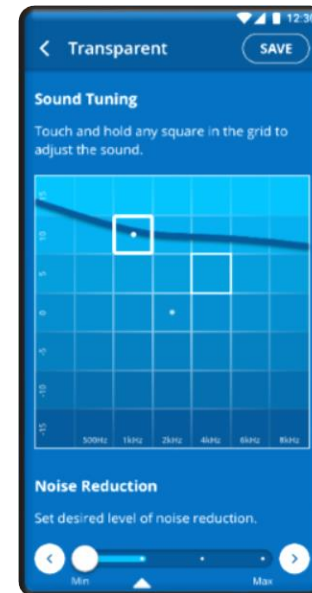 12:30
Transparent
SAVE
Sound Tuning
Touch and hold any square in the grid to
adjust the sound.
15
10
5
0
-5
-10
-15
500Hz 1kHz 2kHz 4kHz 6kHz 8kHz
Noise Reduction
Set desired level of noise reduction.
Min Max